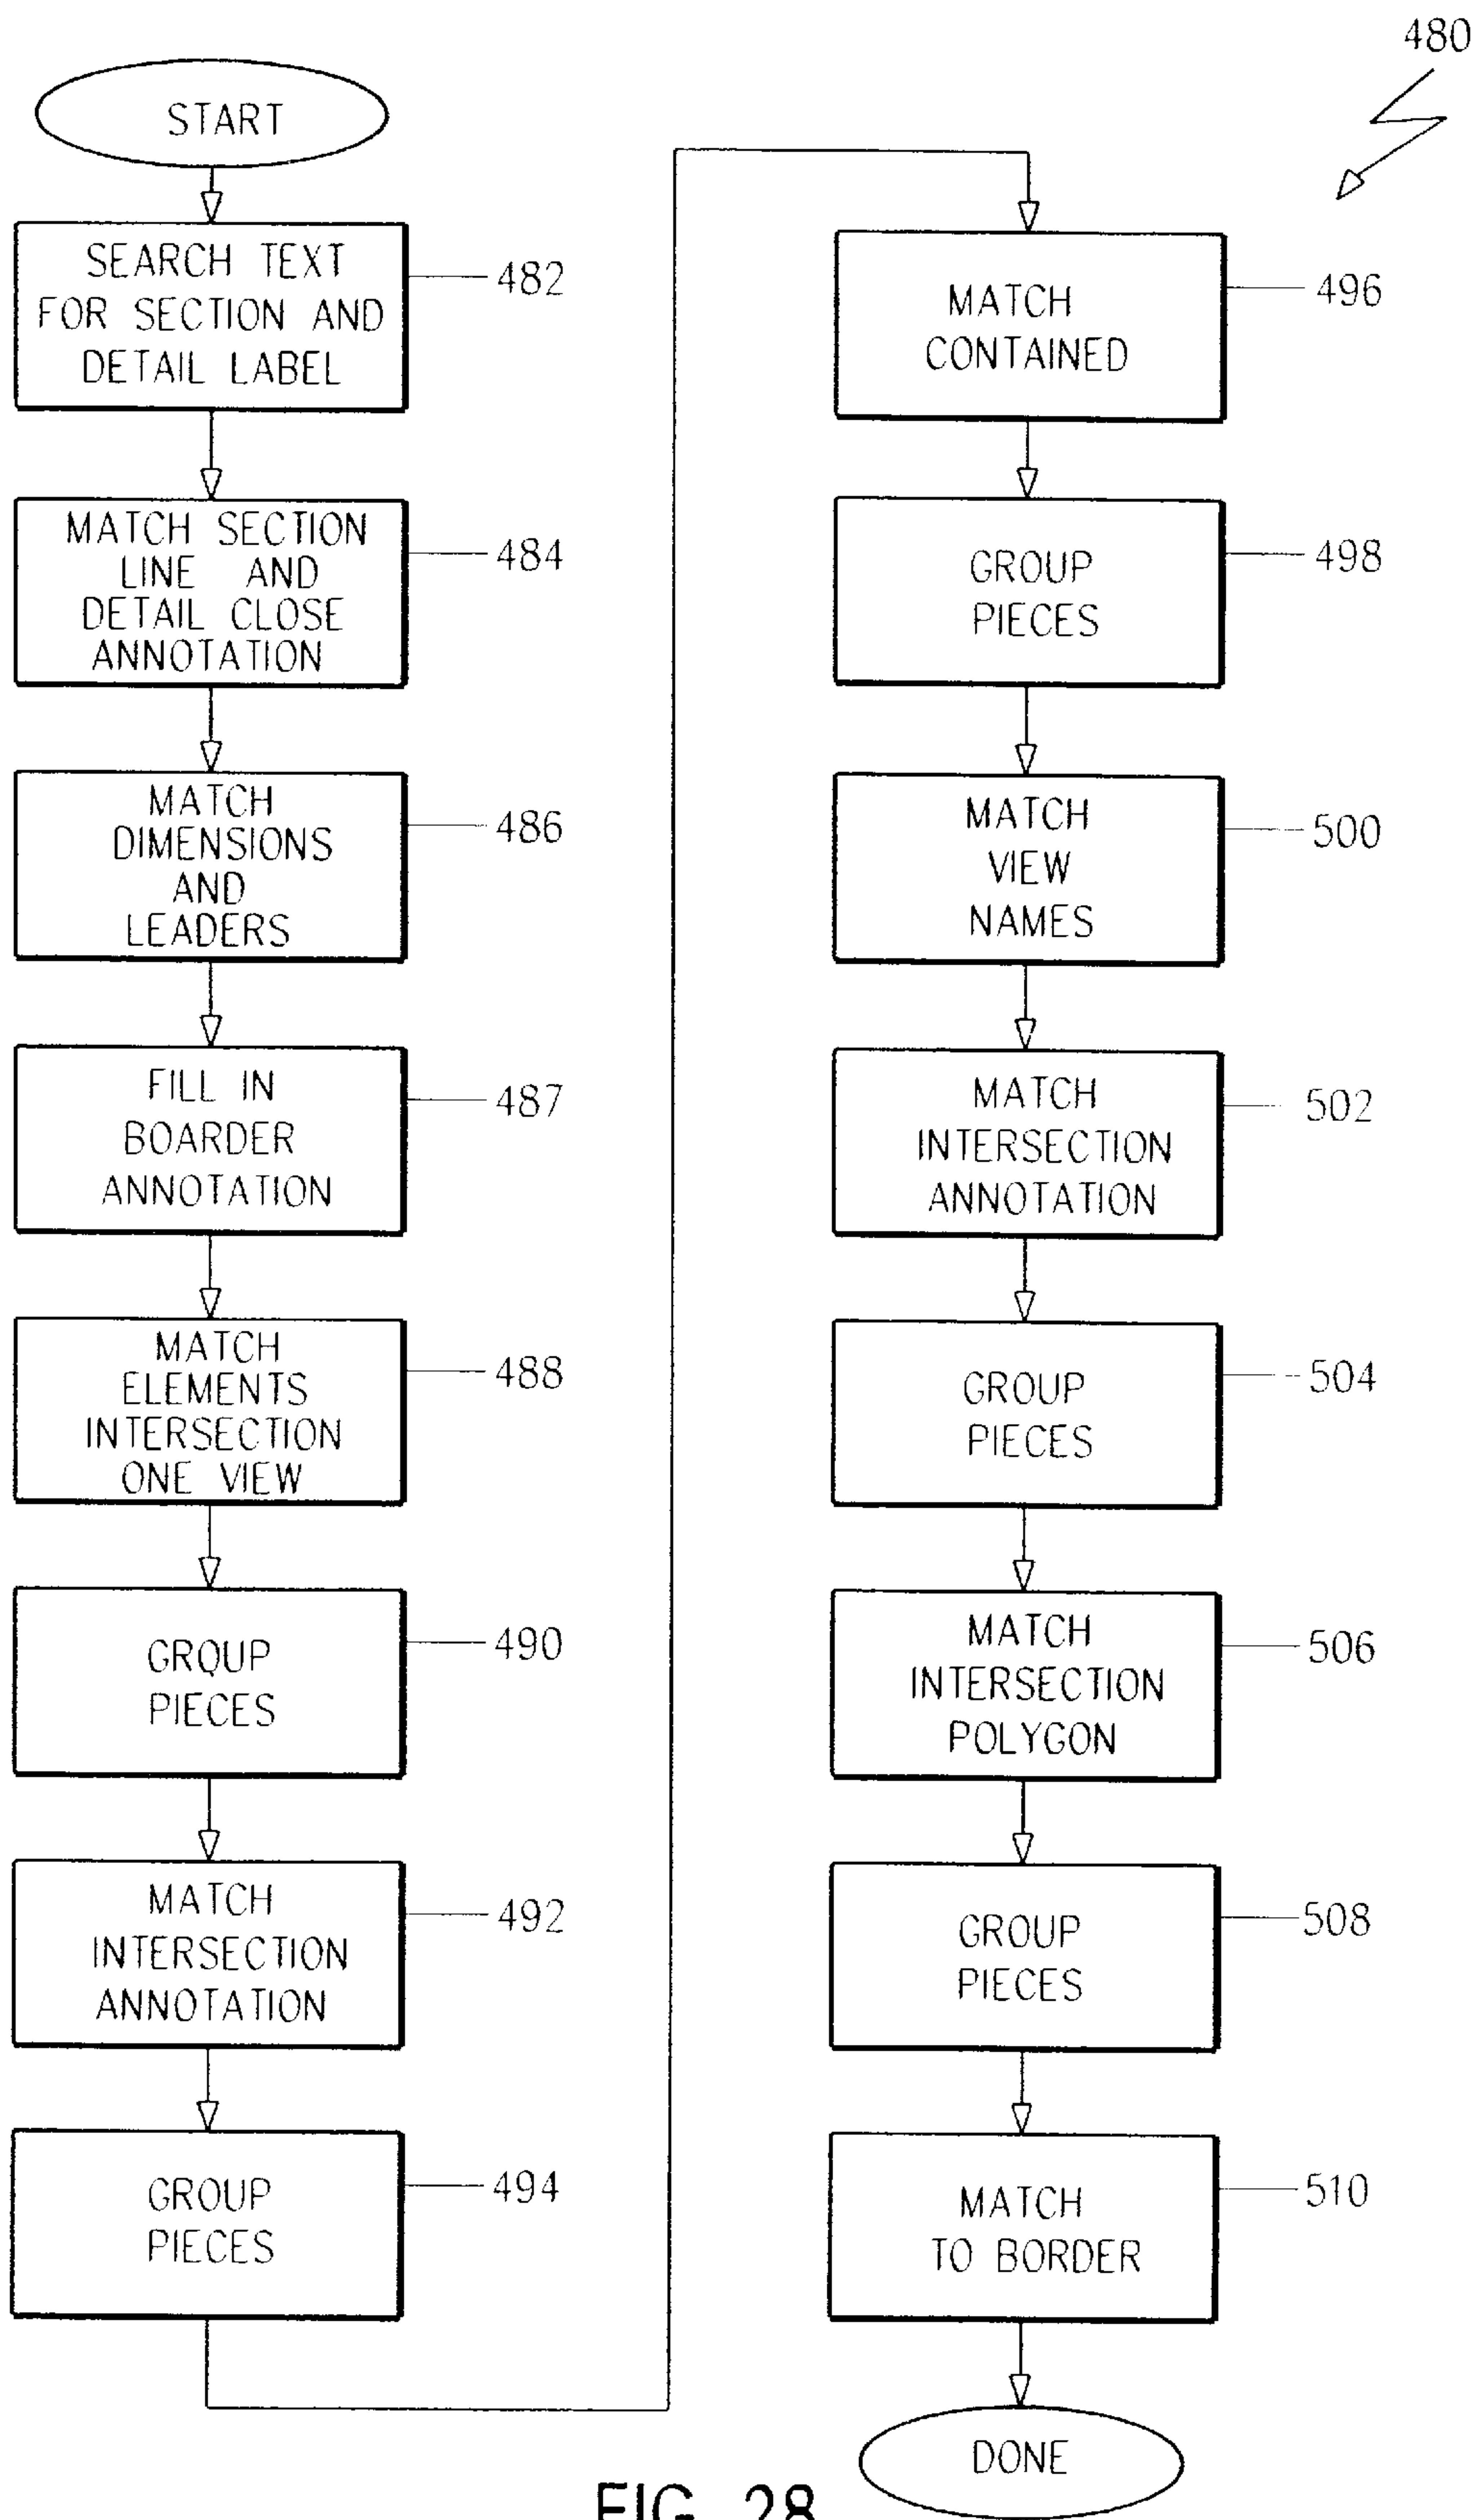 480
START
SEARCH TEXT
FOR SECTION AND
DETAIL LABEL
482
MATCH SECTION
LINE AND
DETAIL CLOSE
ANNOTATION
484
MATCH
DIMENSIONS
AND
LEADERS
486
FILL IN
BOARDER
ANNOTATION
487
MATCH
ELEMENTS
INTERSECTION
ONE VIEW
488
GROUP
PIECES
490
MATCH
INTERSECTION
ANNOTATION
492
GROUP
PIECES
494
MATCH
CONTAINED
496
GROUP
PIECES
498
MATCH
VIEW
NAMES
500
MATCH
INTERSECTION
ANNOTATION
502
GROUP
PIECES
504
MATCH
INTERSECTION
POLYGON
506
GROUP
PIECES
508
MATCH
TO BORDER
510
DONE
FIG. 28